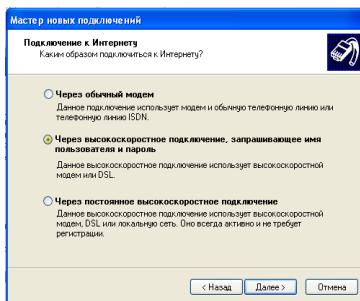 Мастер новых подключений
Подключение к Интернету
Каким образом подключиться к Интернету?
Через обычный модем
Данное подключение использует модем и обычную телефонную линию или
телефонную линию ISDN.
Через высокоскоростное подключение, запрашивающее имя
пользователя и пароль
Данное высокоскоростное подключение использует высокоскоростной
модем или DSL.
Через постоянное высокоскоростное подключение
Данное высокоскоростное подключение использует высокоскоростной
модем, DSL или локальную сеть. Оно всегда активно и не требует
регистрации.
< Назад
Далее >
Отмена